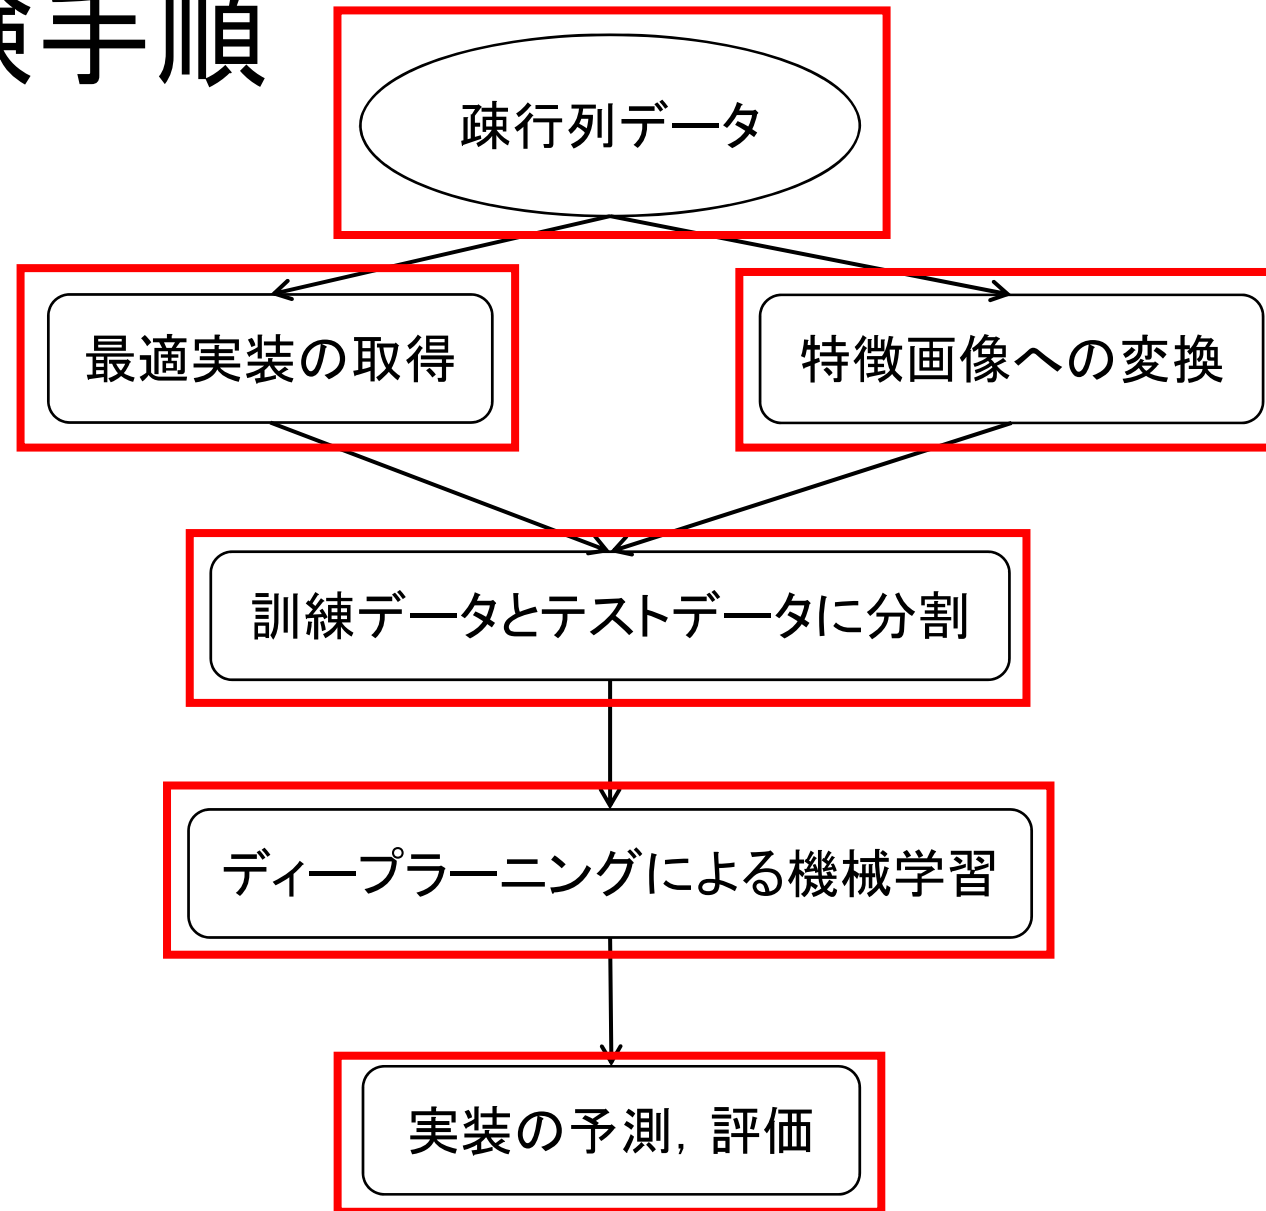 験手順
疎行列データ
最適実装の取得
特徴画像への変換
訓練データとテストデータに分割
ディープラーニングによる機械学習
実装の予測，評価